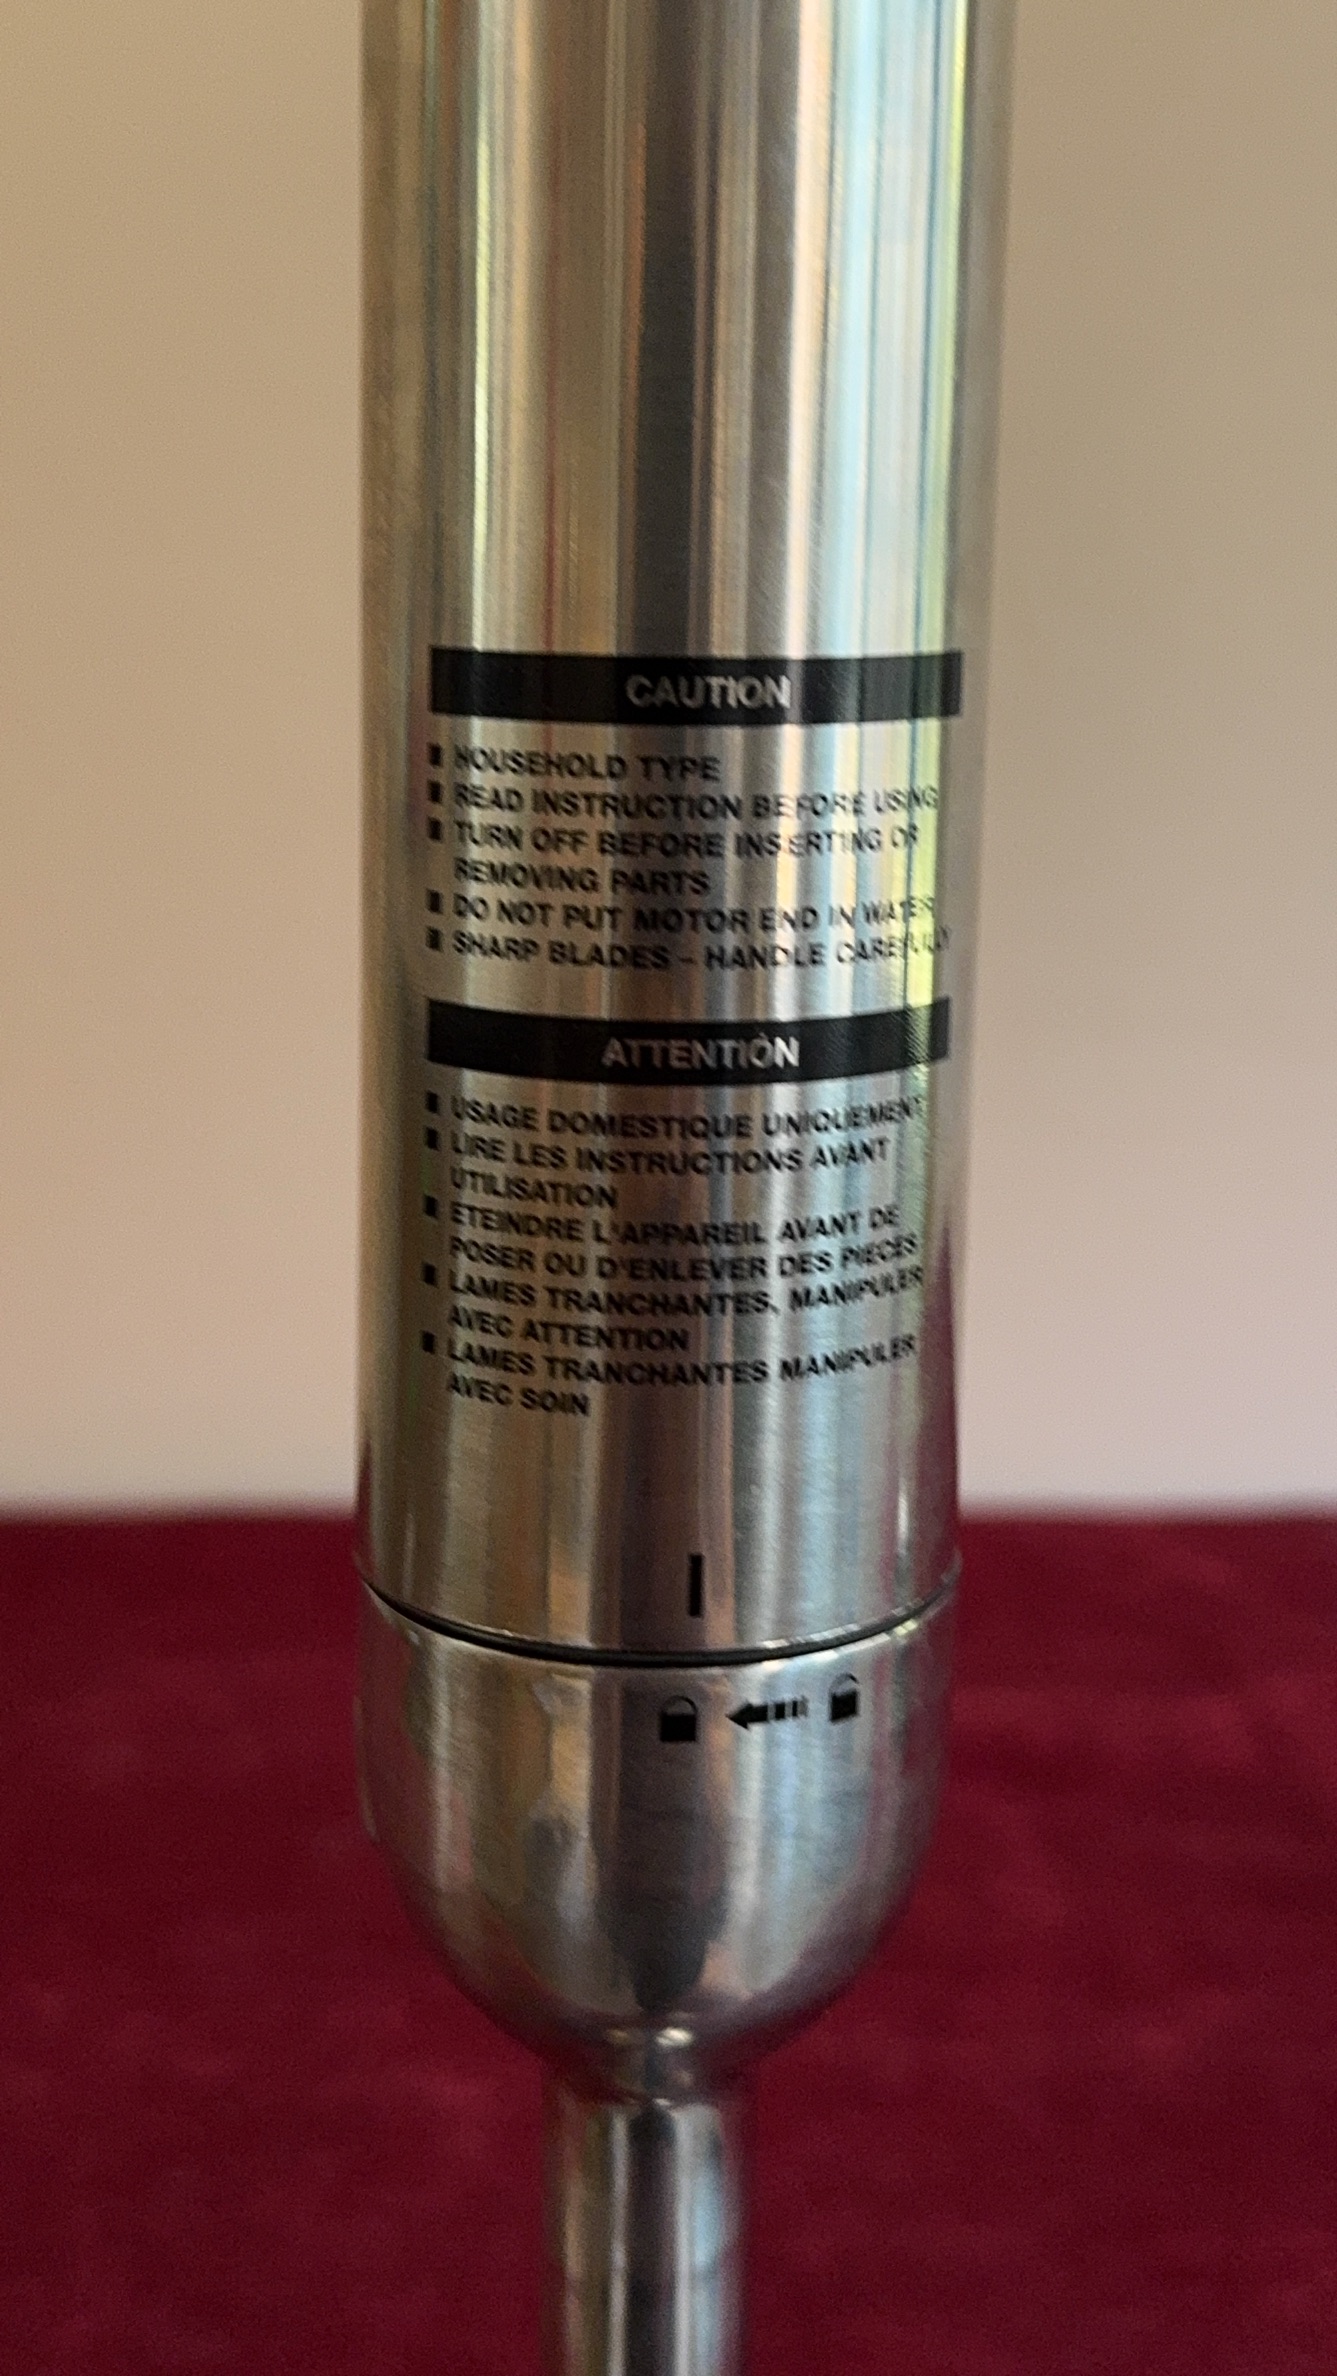 CAUTION
HOUSEHOLD TYPE
READ INSTRUCTION BEFORE USING
TURN OFF BEFORE INSERTING OR
REMOVING PARTS
DO NOT PUT MOTOR END IN WATER
SHARP BLADES – HANDLE CAREFULLY
ATTENTION
USAGE DOMESTIQUE UNIQUEMENT
LIRE LES INSTRUCTIONS AVANT
UTILISATION
ETEINDRE L'APPAREIL AVANT DE
POSER OU D'ENLEVER DES PIECES
LAMES TRANCHANTES, MANIPULER
AVEC ATTENTION
LAMES TRANCHANTES MANIPULER
AVEC SOIN